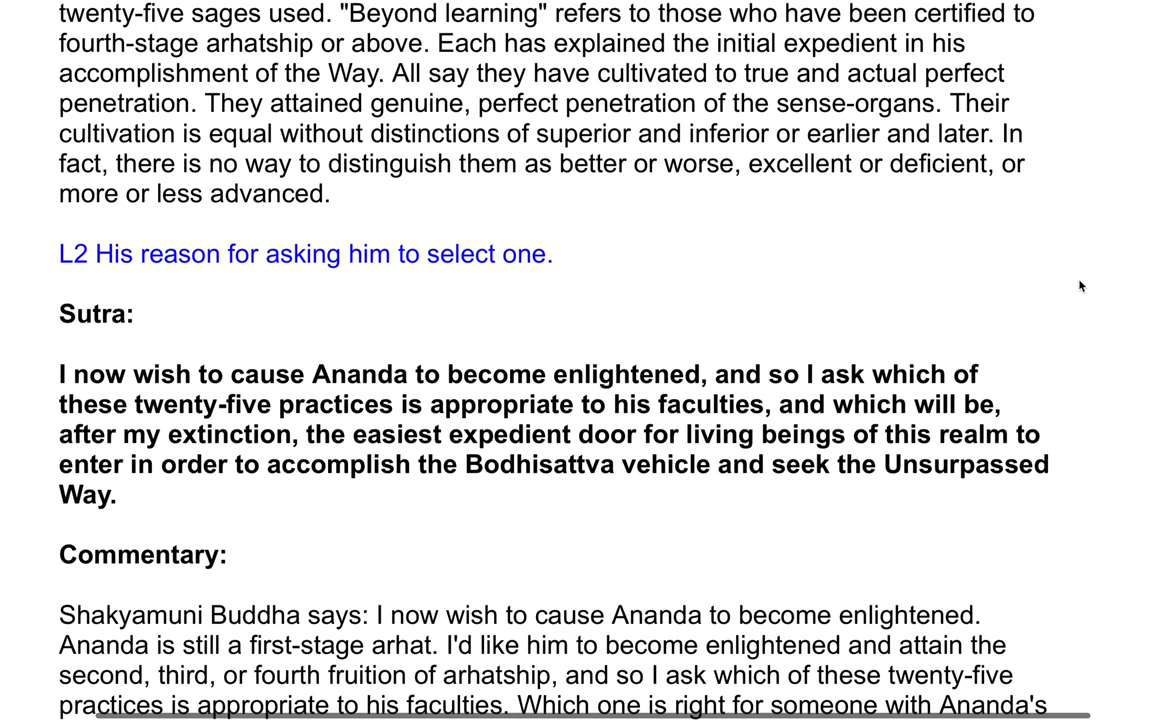 twenty-five sages used. "Beyond learning" refers to those who have been certified to
fourth-stage arhatship or above. Each has explained the initial expedient in his
accomplishment of the Way. All say they have cultivated to true and actual perfect
penetration. They attained genuine, perfect penetration of the sense-organs. Their
cultivation is equal without distinctions of superior and inferior or earlier and later. In
fact, there is no way to distinguish them as better or worse, excellent or deficient, or
more or less advanced.
L2 His reason for asking him to select one.
Sutra:
I now wish to cause Ananda to become enlightened, and so I ask which of
these twenty-five practices is appropriate to his faculties, and which will be,
after my extinction, the easiest expedient door for living beings of this realm to
enter in order to accomplish the Bodhisattva vehicle and seek the Unsurpassed
Way.
Commentary:
Shakyamuni Buddha says: I now wish to cause Ananda to become enlightened.
Ananda is still a first-stage arhat. I'd like him to become enlightened and attain the
second, third, or fourth fruition of arhatship, and so I ask which of these twenty-five
practices is appropriate to his faculties. Which one is right for someone with Ananda's